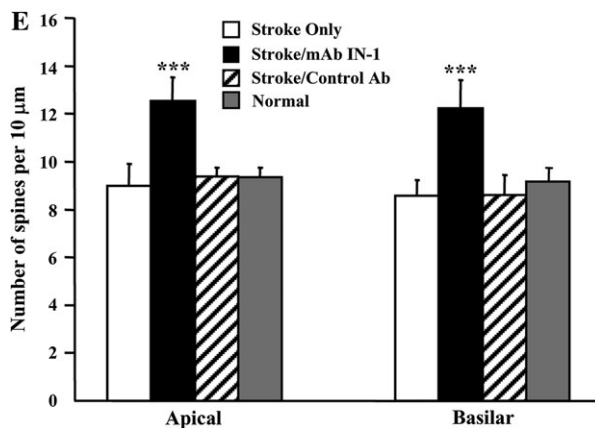 E
16
14
12
10
8
6
4
2
0
Number of spines per 10 μm
Stroke Only
Stroke/mAb IN-1
Stroke/Control Ab
Normal
***
***
Apical
Basilar